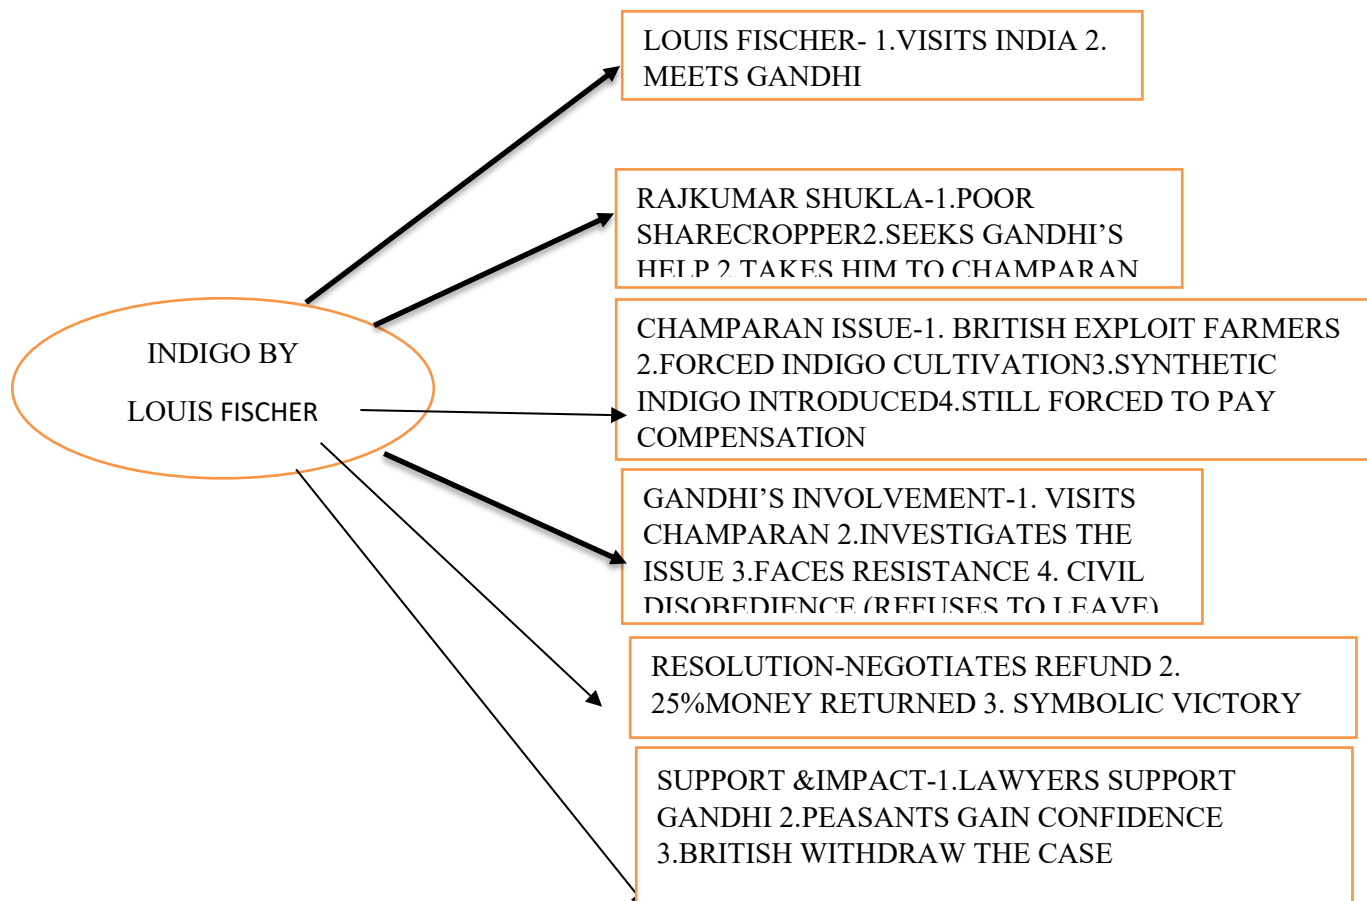 LOUIS FISCHER- 1.VISITS INDIA 2.
MEETS GANDHI
RAJKUMAR SHUKLA-1.POOR
SHARECROPPER2.SEEKS GANDHI’S
HELP 2.TAKES HIM TO CHAMPARAN
INDIGO BY
LOUIS FISCHER
CHAMPARAN ISSUE-1. BRITISH EXPLOIT FARMERS
2.FORCED INDIGO CULTIVATION3.SYNTHETIC
INDIGO INTRODUCED4.STILL FORCED TO PAY
COMPENSATION
GANDHI’S INVOLVEMENT-1. VISITS
CHAMPARAN 2.INVESTIGATES THE
ISSUE 3.FACES RESISTANCE 4. CIVIL
DISOBEDIENCE (REFUSES TO LEAVE)
RESOLUTION-NEGOTIATES REFUND 2.
25%MONEY RETURNED 3. SYMBOLIC VICTORY
SUPPORT &IMPACT-1.LAWYERS SUPPORT
GANDHI 2.PEASANTS GAIN CONFIDENCE
3.BRITISH WITHDRAW THE CASE